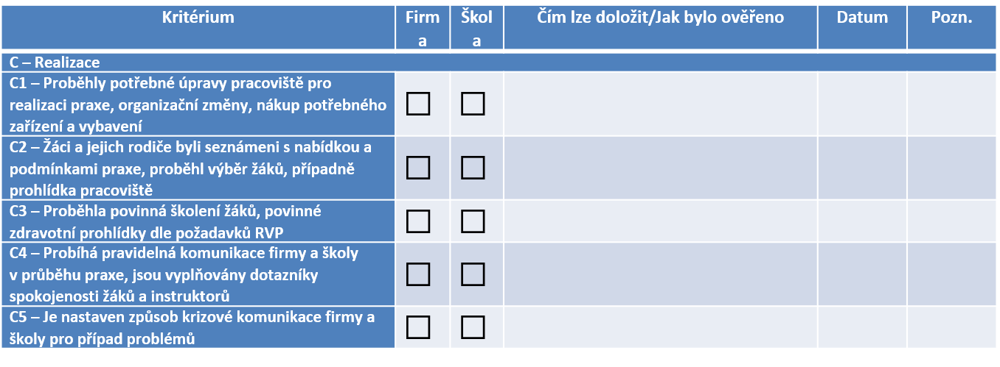 Kritérium Firm Škol Čím lze doložit/Jak bylo ověřeno Datum Pozn.
a a
C – Realizace
C1 – Proběhly potřebné úpravy pracoviště pro
realizaci praxe, organizační změny, nákup potřebného
zařízení a vybavení
C2 – Žáci a jejich rodiče byli seznámeni s nabídkou a
podmínkami praxe, proběhl výběr žáků, případně
prohlídka pracoviště
C3 – Proběhla povinná školení žáků, povinné
zdravotní prohlídky dle požadavků RVP
C4 – Probíhá pravidelná komunikace firmy a školy
v průběhu praxe, jsou vyplňovány dotazníky
spokojenosti žáků a instruktorů
C5 – Je nastaven způsob krizové komunikace firmy a
školy pro případ problémů